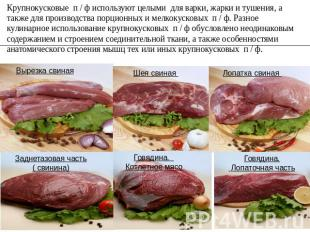 Крупнокусковые п / ф используют целыми для варки, жарки и тушения, а
также для производства порционных и мелкокусковых п / ф. Разное
кулинарное использование крупнокусковых п / ф обусловлено неодинаковым
содержанием и строением соединительной ткани, а также особенностями
анатомического строения мышц тех или иных крупнокусковых п / ф.
Вырезка свиная
Шея свиная
Лопатка свиная
Заднетазовая часть
( свинина)
Говядина.
Котлетное мясо
Говядина.
Лопаточная часть